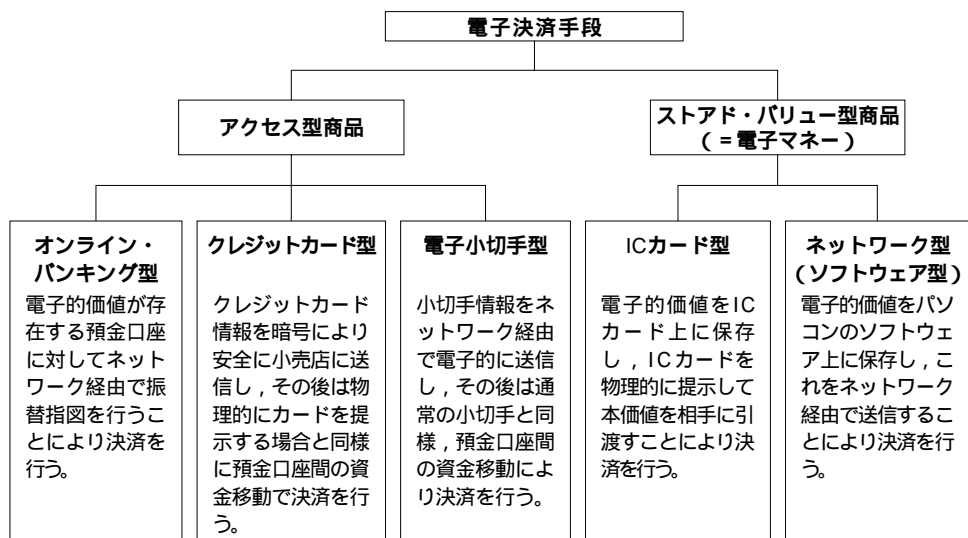 電子決済手段
アクセス型商品
ストアド・バリュー型商品
(=電子マネー)
オンライン・
バンキング型
電子的価値が存
在する預金口座
に対してネット
ワーク経由で振
替指図を行うこ
とにより決済を
行う。
クレジットカード型
クレジットカード
情報を暗号により
安全に小売店に送
信し,その後は物
理的にカードを提
示する場合と同様
に預金口座間の資
金移動で決済を行
う。
電子小切手型
小切手情報をネ
ットワーク経由
で電子的に送信
し,その後は通
常の小切手と同
様,預金口座間
の資金移動によ
り決済を行う。
ICカード型
電子的価値をIC
カード上に保存
し,ICカードを
物理的に提示して
本価値を相手に引
渡すことにより決
済を行う。
ネットワーク型
(ソフトウェア型)
電子的価値をパソ
コンのソフトウェ
ア上に保存し,こ
れをネットワーク
経由で送信するこ
とにより決済を行
う。